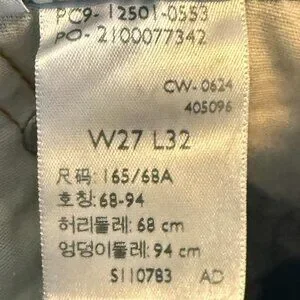 PC9-12501-0553
PO-2100077342
CW-0624
405096
W27 L32
尺码: 165/68A
호칭: 68-94
허리둘레: 68 cm
엉덩이둘레: 94 cm
S110783 AD